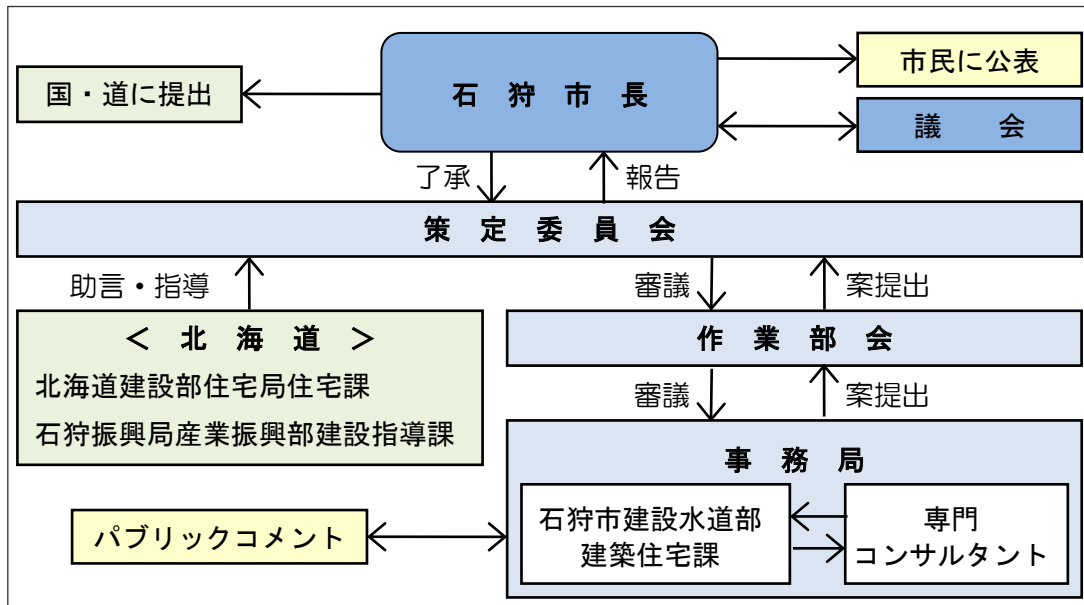 市民に公表
国・道に提出
石狩市長
議　会
了承
報告
策定委員会
助言・指導
審議
案提出
＜北海道＞
作業部会
北海道建設部住宅局住宅課
審議
案提出
石狩振興局産業振興部建設指導課
事務局
石狩市建設水道部
建築住宅課
専門
コンサルタント
パブリックコメント